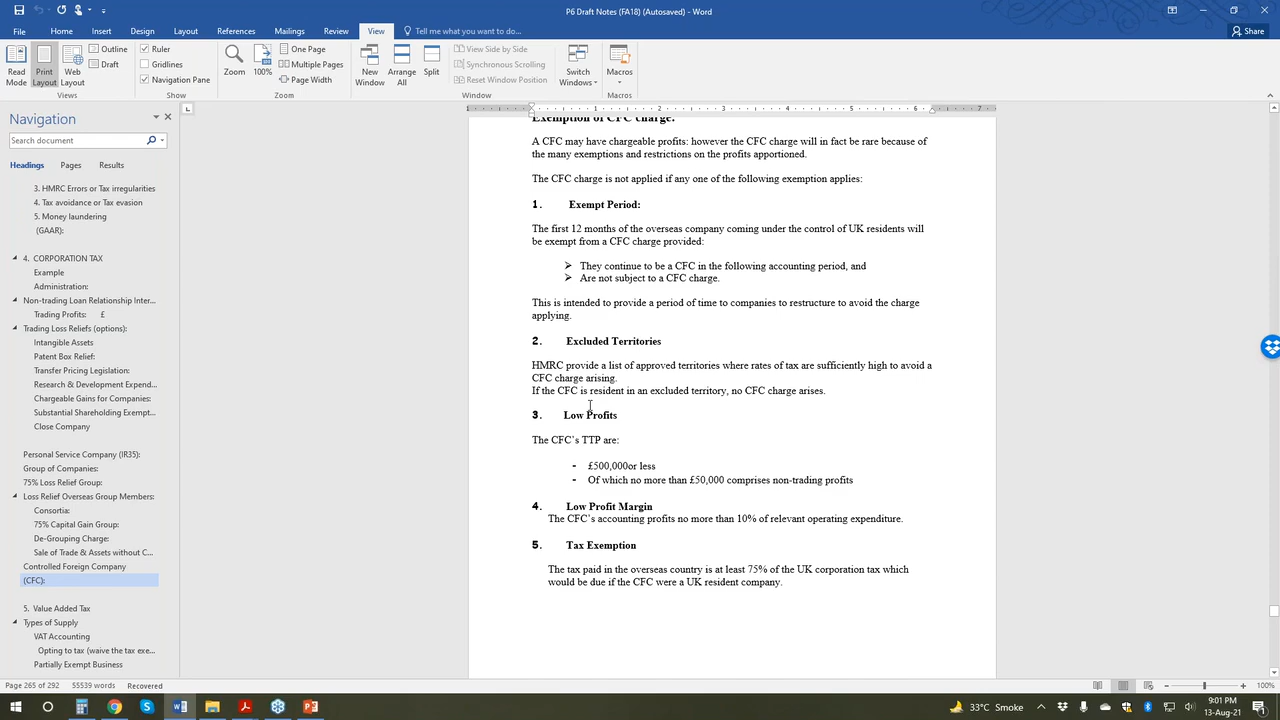 P6 Draft Notes (FA18) (Autosaved) - Word
File Home Insert Design Layout References Mailings Review View Tell me what you want to do... Share
Read Mode
Print Layout
Web Layout
Outline
Draft
Views
Ruler
Gridlines
Navigation Pane
Show
Zoom
100%
One Page
Multiple Pages
Page Width
Zoom
New Window
Arrange All
Split
View Side by Side
Synchronous Scrolling
Reset Window Position
Window
Switch Windows
Macros
Macros
Navigation
Search document
Headings Pages Results
3. HMRC Errors or Tax irregularities
4. Tax avoidance or Tax evasion
5. Money laundering
(GAAR):
4. CORPORATION TAX
Example
Administration:
Non-trading Loan Relationship Inter...
Trading Profits: £
Trading Loss Reliefs (options):
Intangible Assets
Patent Box Relief:
Transfer Pricing Legislation:
Research & Development Expend...
Chargeable Gains for Companies:
Substantial Shareholding Exempt...
Close Company
Personal Service Company (IR35):
Group of Companies:
75% Loss Relief Group:
Loss Relief Overseas Group Members:
Consortia:
75% Capital Gain Group:
De-Grouping Charge:
Sale of Trade & Assets without C...
Controlled Foreign Company
(CFC):
5. Value Added Tax
Types of Supply
VAT Accounting
Opting to tax (waive the tax exe...
Partially Exempt Business
1 1 2 3 4 5 6 7
Exemption of CFC charge:
A CFC may have chargeable profits: however the CFC charge will in fact be rare because of
the many exemptions and restrictions on the profits apportioned.
The CFC charge is not applied if any one of the following exemption applies:
1. Exempt Period:
The first 12 months of the overseas company coming under the control of UK residents will
be exempt from a CFC charge provided:
➢ They continue to be a CFC in the following accounting period, and
➢ Are not subject to a CFC charge.
This is intended to provide a period of time to companies to restructure to avoid the charge
applying.
2. Excluded Territories
HMRC provide a list of approved territories where rates of tax are sufficiently high to avoid a
CFC charge arising.
If the CFC is resident in an excluded territory, no CFC charge arises.
3. Low Profits
The CFC`s TTP are:
- £500,000or less
- Of which no more than £50,000 comprises non-trading profits
4. Low Profit Margin
The CFC`s accounting profits no more than 10% of relevant operating expenditure.
5. Tax Exemption
The tax paid in the overseas country is at least 75% of the UK corporation tax which
would be due if the CFC were a UK resident company.
Page 265 of 292 55539 words Recovered
100%
33°C Smoke
9:01 PM
13-Aug-21